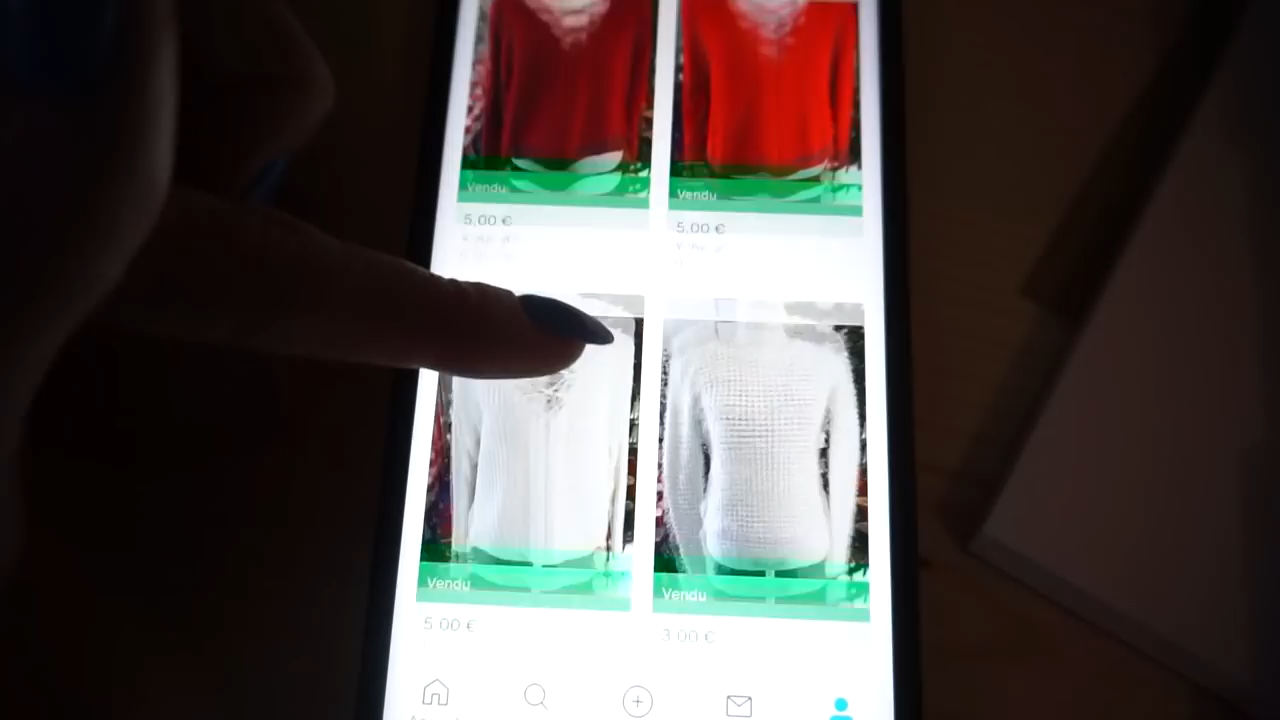 Vendu
Vendu
5,00 €
5,00 €
Vendu
Vendu
5,00 €
3,00 €